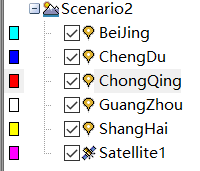 Scenario2
BeiJing
ChengDu
ChongQing
GuangZhou
ShangHai
Satellite1